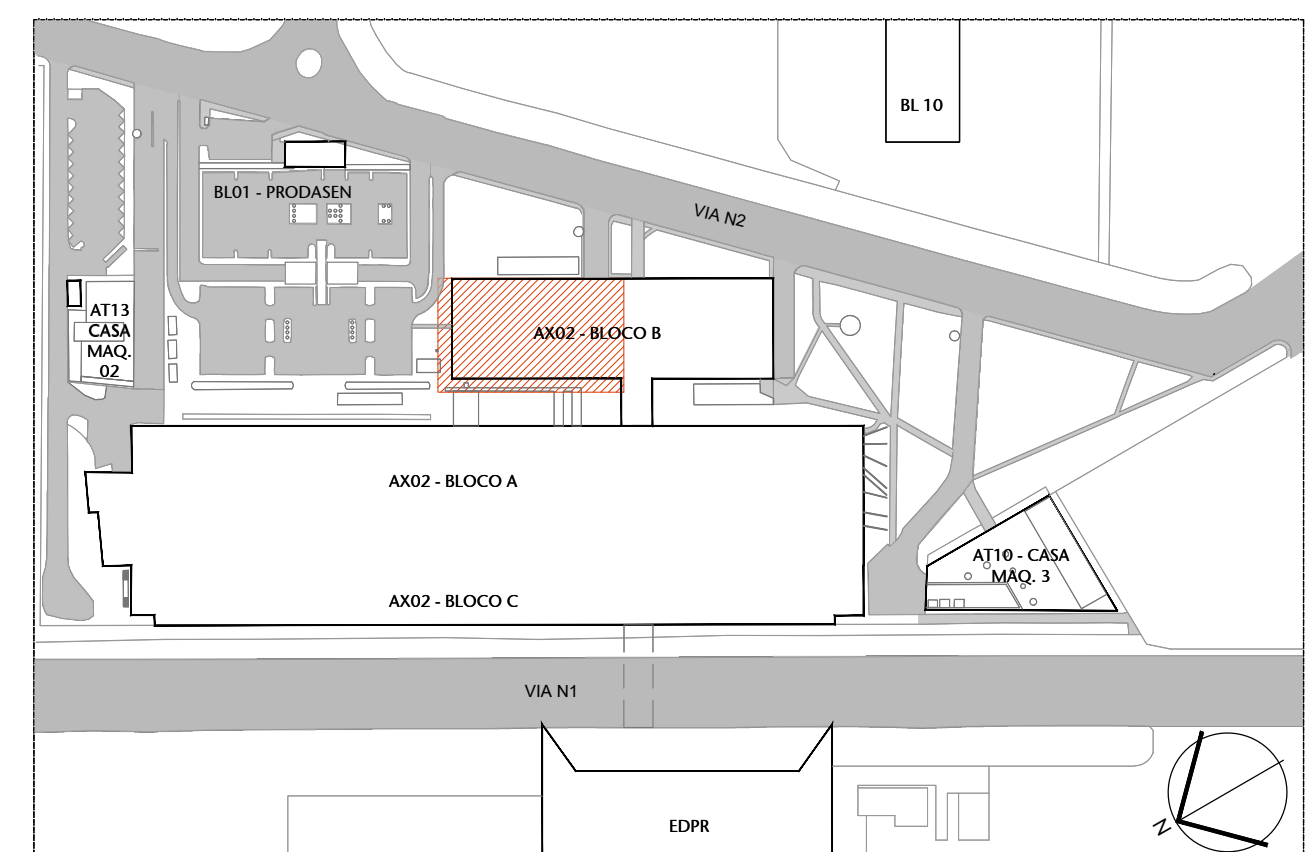 BL 10
BL01 - PRODASEN
VIA N2
AT13
CASA
MAQ.
02
AX02 - BLOCO B
AX02 - BLOCO A
AT10 - CASA
MAQ. 3
AX02 - BLOCO C
VIA N1
EDPR
N